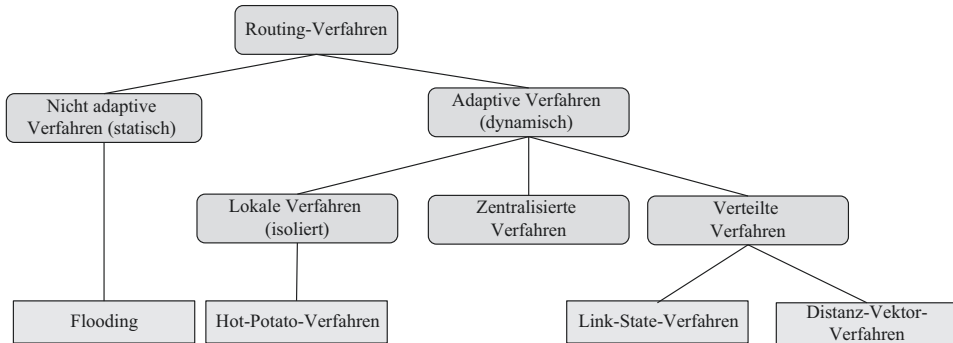 Routing-Verfahren
Nicht adaptive
Verfahren (statisch)
Adaptive Verfahren
(dynamisch)
Lokale Verfahren
(isoliert)
Zentralisierte
Verfahren
Verteilte
Verfahren
Flooding
Hot-Potato-Verfahren
Link-State-Verfahren
Distanz-Vektor-
Verfahren